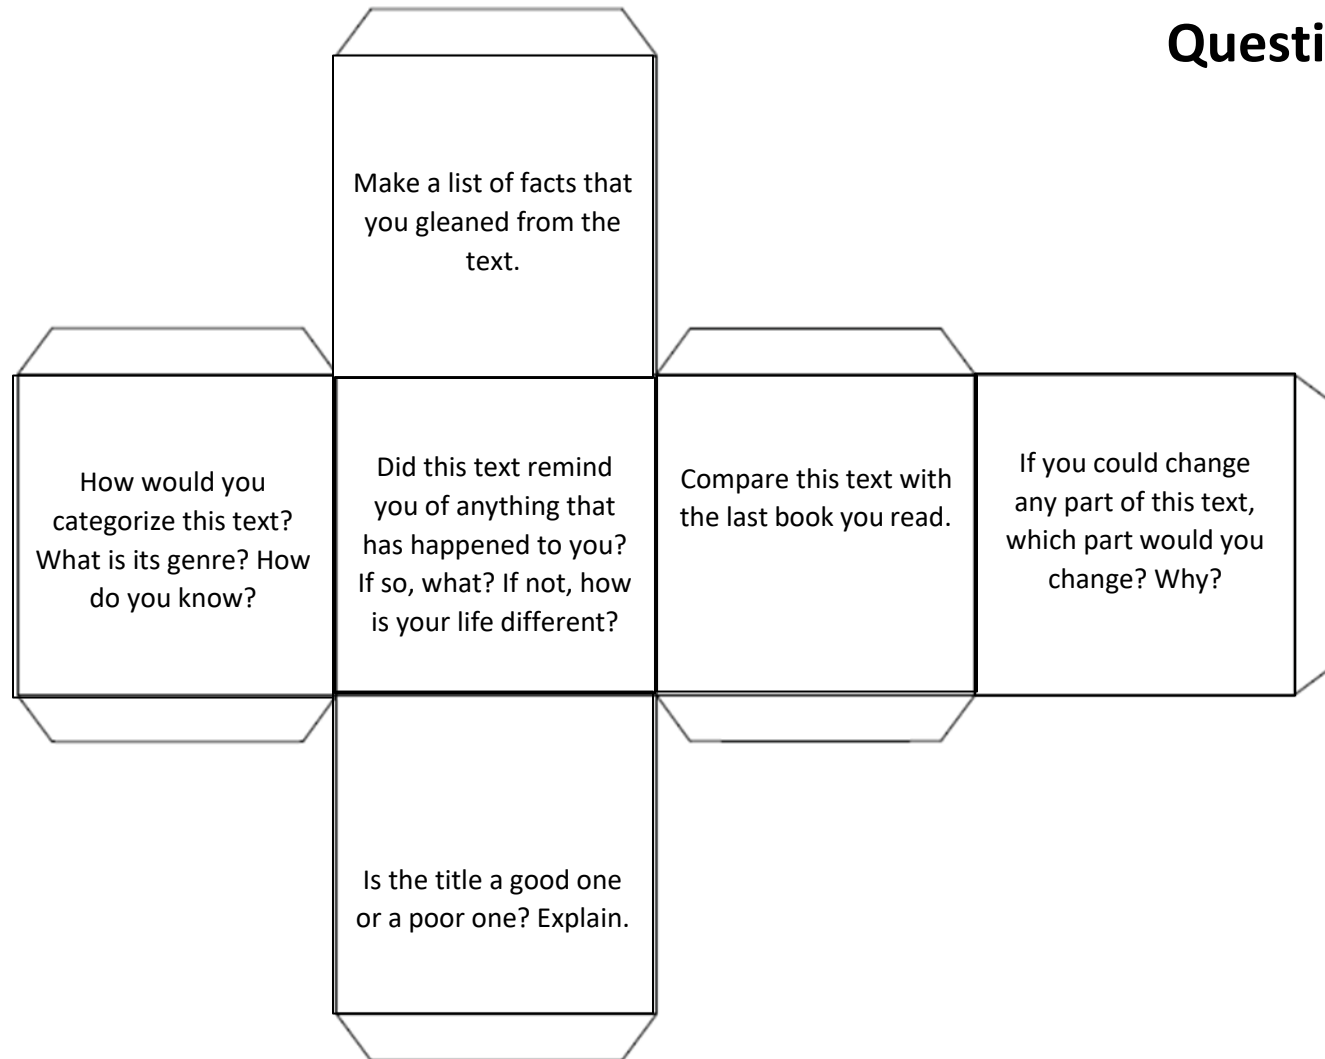 Questi
Make a list of facts that
you gleaned from the
text.
How would you
categorize this text?
What is its genre? How
do you know?
Did this text remind
you of anything that
has happened to you?
If so, what? If not, how
is your life different?
Compare this text with
the last book you read.
If you could change
any part of this text,
which part would you
change? Why?
Is the title a good one
or a poor one? Explain.